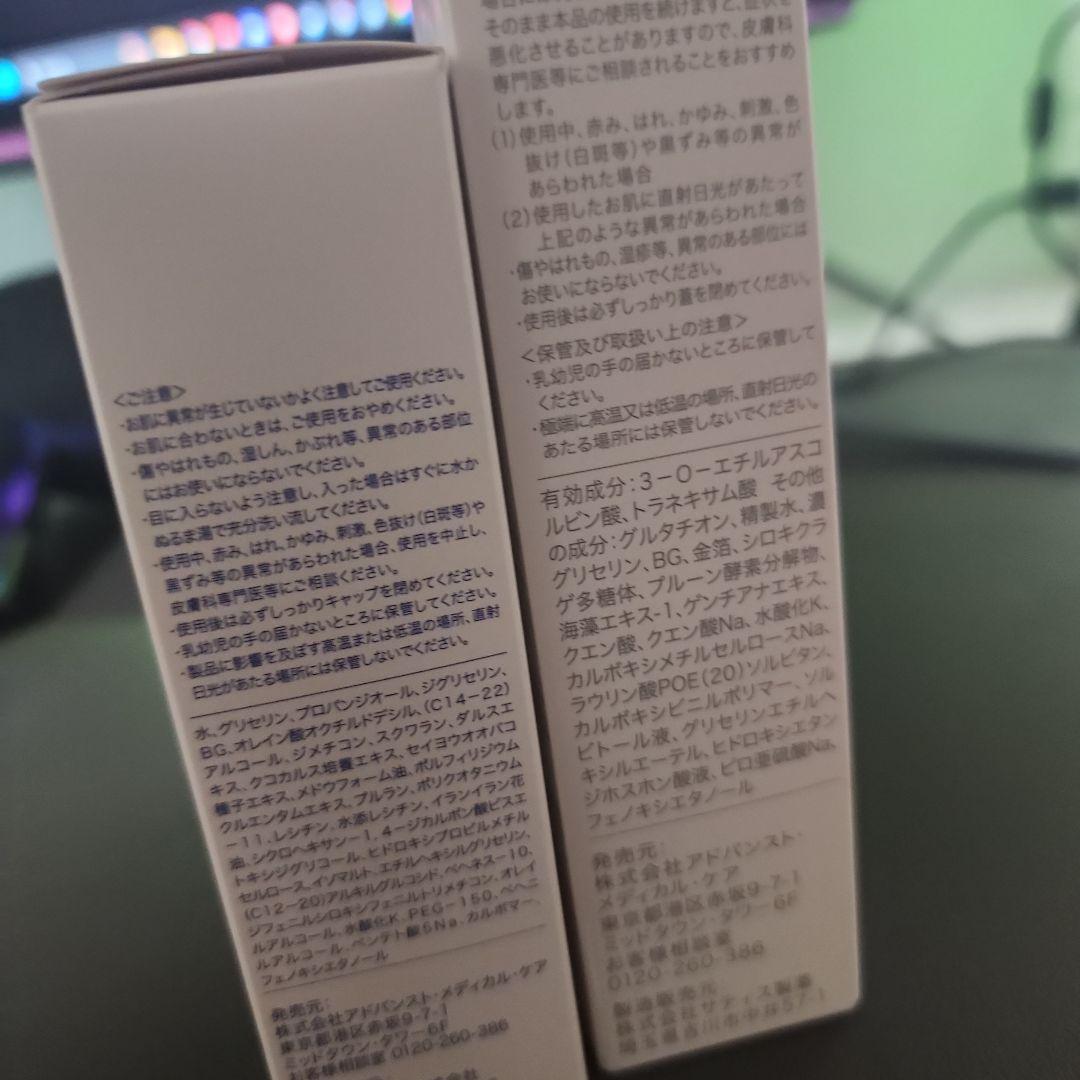 <ご注意>
・お肌に異常が生じていないかよく注意してご使用ください。
・お肌に合わないときは、ご使用をおやめください。
・傷やはれもの、湿しん、かぶれ等、異常のある部位
にはお使いにならないでください。
・目に入らないよう注意し、入った場合はすぐに水か
ぬるま湯で充分洗い流してください。
・使用中、赤み、はれ、かゆみ、刺激、色抜け(白斑等)や
黒ずみ等の異常があらわれた場合、使用を中止し、
皮膚科専門医等にご相談ください。
・使用後は必ずしっかりキャップを閉めてください。
・乳幼児の手の届かないところに保管してください。
・製品に影響を及ぼす高温または低温の場所、直射
日光があたる場所には保管しないでください。
水、グリセリン、プロパンジオール、ジグリセリン、
BG、オレイン酸オクチルドデシル、(C14-22)
アルコール、ジメチコン、スクワラン、ダルスエ
キス、クコカルス培養エキス、セイヨウオオバコ
種子エキス、メドウフォーム油、ポルフィリジウム
クルエンタムエキス、プルラン、ポリクオタニウム
-11、レシチン、水添レシチン、イランイラン花
油、シクロヘキサン-1,4-ジカルボン酸ビスエ
トキシジグリコール、ヒドロキシプロピルメチル
セルロース、イソマルト、エチルヘキシルグリセリン、
(C12-20)アルキルグルコシド、ベヘネス-10、
ジフェニルシロキシフェニルトリメチコン、オレイ
ルアルコール、水酸化K、PEG-150、ベヘニ
ルアルコール、ペンテト酸5Na、カルボマー、
フェノキシエタノール
発売元:
株式会社アドバンスト・メディカル・ケア
東京都港区赤坂9-7-1
ミッドタウン・タワー6F
お客様相談室 0120-260-386
そのまま本品の使用を続けますと、症状を
悪化させることがありますので、皮膚科
専門医等にご相談されることをおすすめ
します。
(1)使用中、赤み、はれ、かゆみ、刺激、色
抜け(白斑等)や黒ずみ等の異常が
あらわれた場合
(2)使用したお肌に直射日光があたって
上記のような異常があらわれた場合
・傷やはれもの、湿疹等、異常のある部位には
お使いにならないでください。
・使用後は必ずしっかり蓋を閉めてください。
<保管及び取扱い上の注意>
・乳幼児の手の届かないところに保管して
ください。
・極端に高温又は低温の場所、直射日光の
あたる場所には保管しないでください。
有効成分:3-O-エチルアスコ
ルビン酸、トラネキサム酸 その他
の成分:グルタチオン、精製水、濃
グリセリン、BG、金箔、シロキクラ
ゲ多糖体、プルーン酵素分解物、
海藻エキス-1、ゲンチアナエキス、
クエン酸、クエン酸Na、水酸化K、
カルボキシメチルセルロースNa、
ラウリン酸POE(20)ソルビタン、
カルボキシビニルポリマー、ソル
ビトール液、グリセリンエチルヘ
キシルエーテル、ヒドロキシエタン
ジホスホン酸液、ピロ亜硫酸Na、
フェノキシエタノール
発売元:
株式会社アドバンスト・
メディカル・ケア
東京都港区赤坂9-7-1
ミッドタウン・タワー6F
お客様相談室
0120-260-386
製造販売元
株式会社サティス製薬
埼玉県吉川市中井57-1